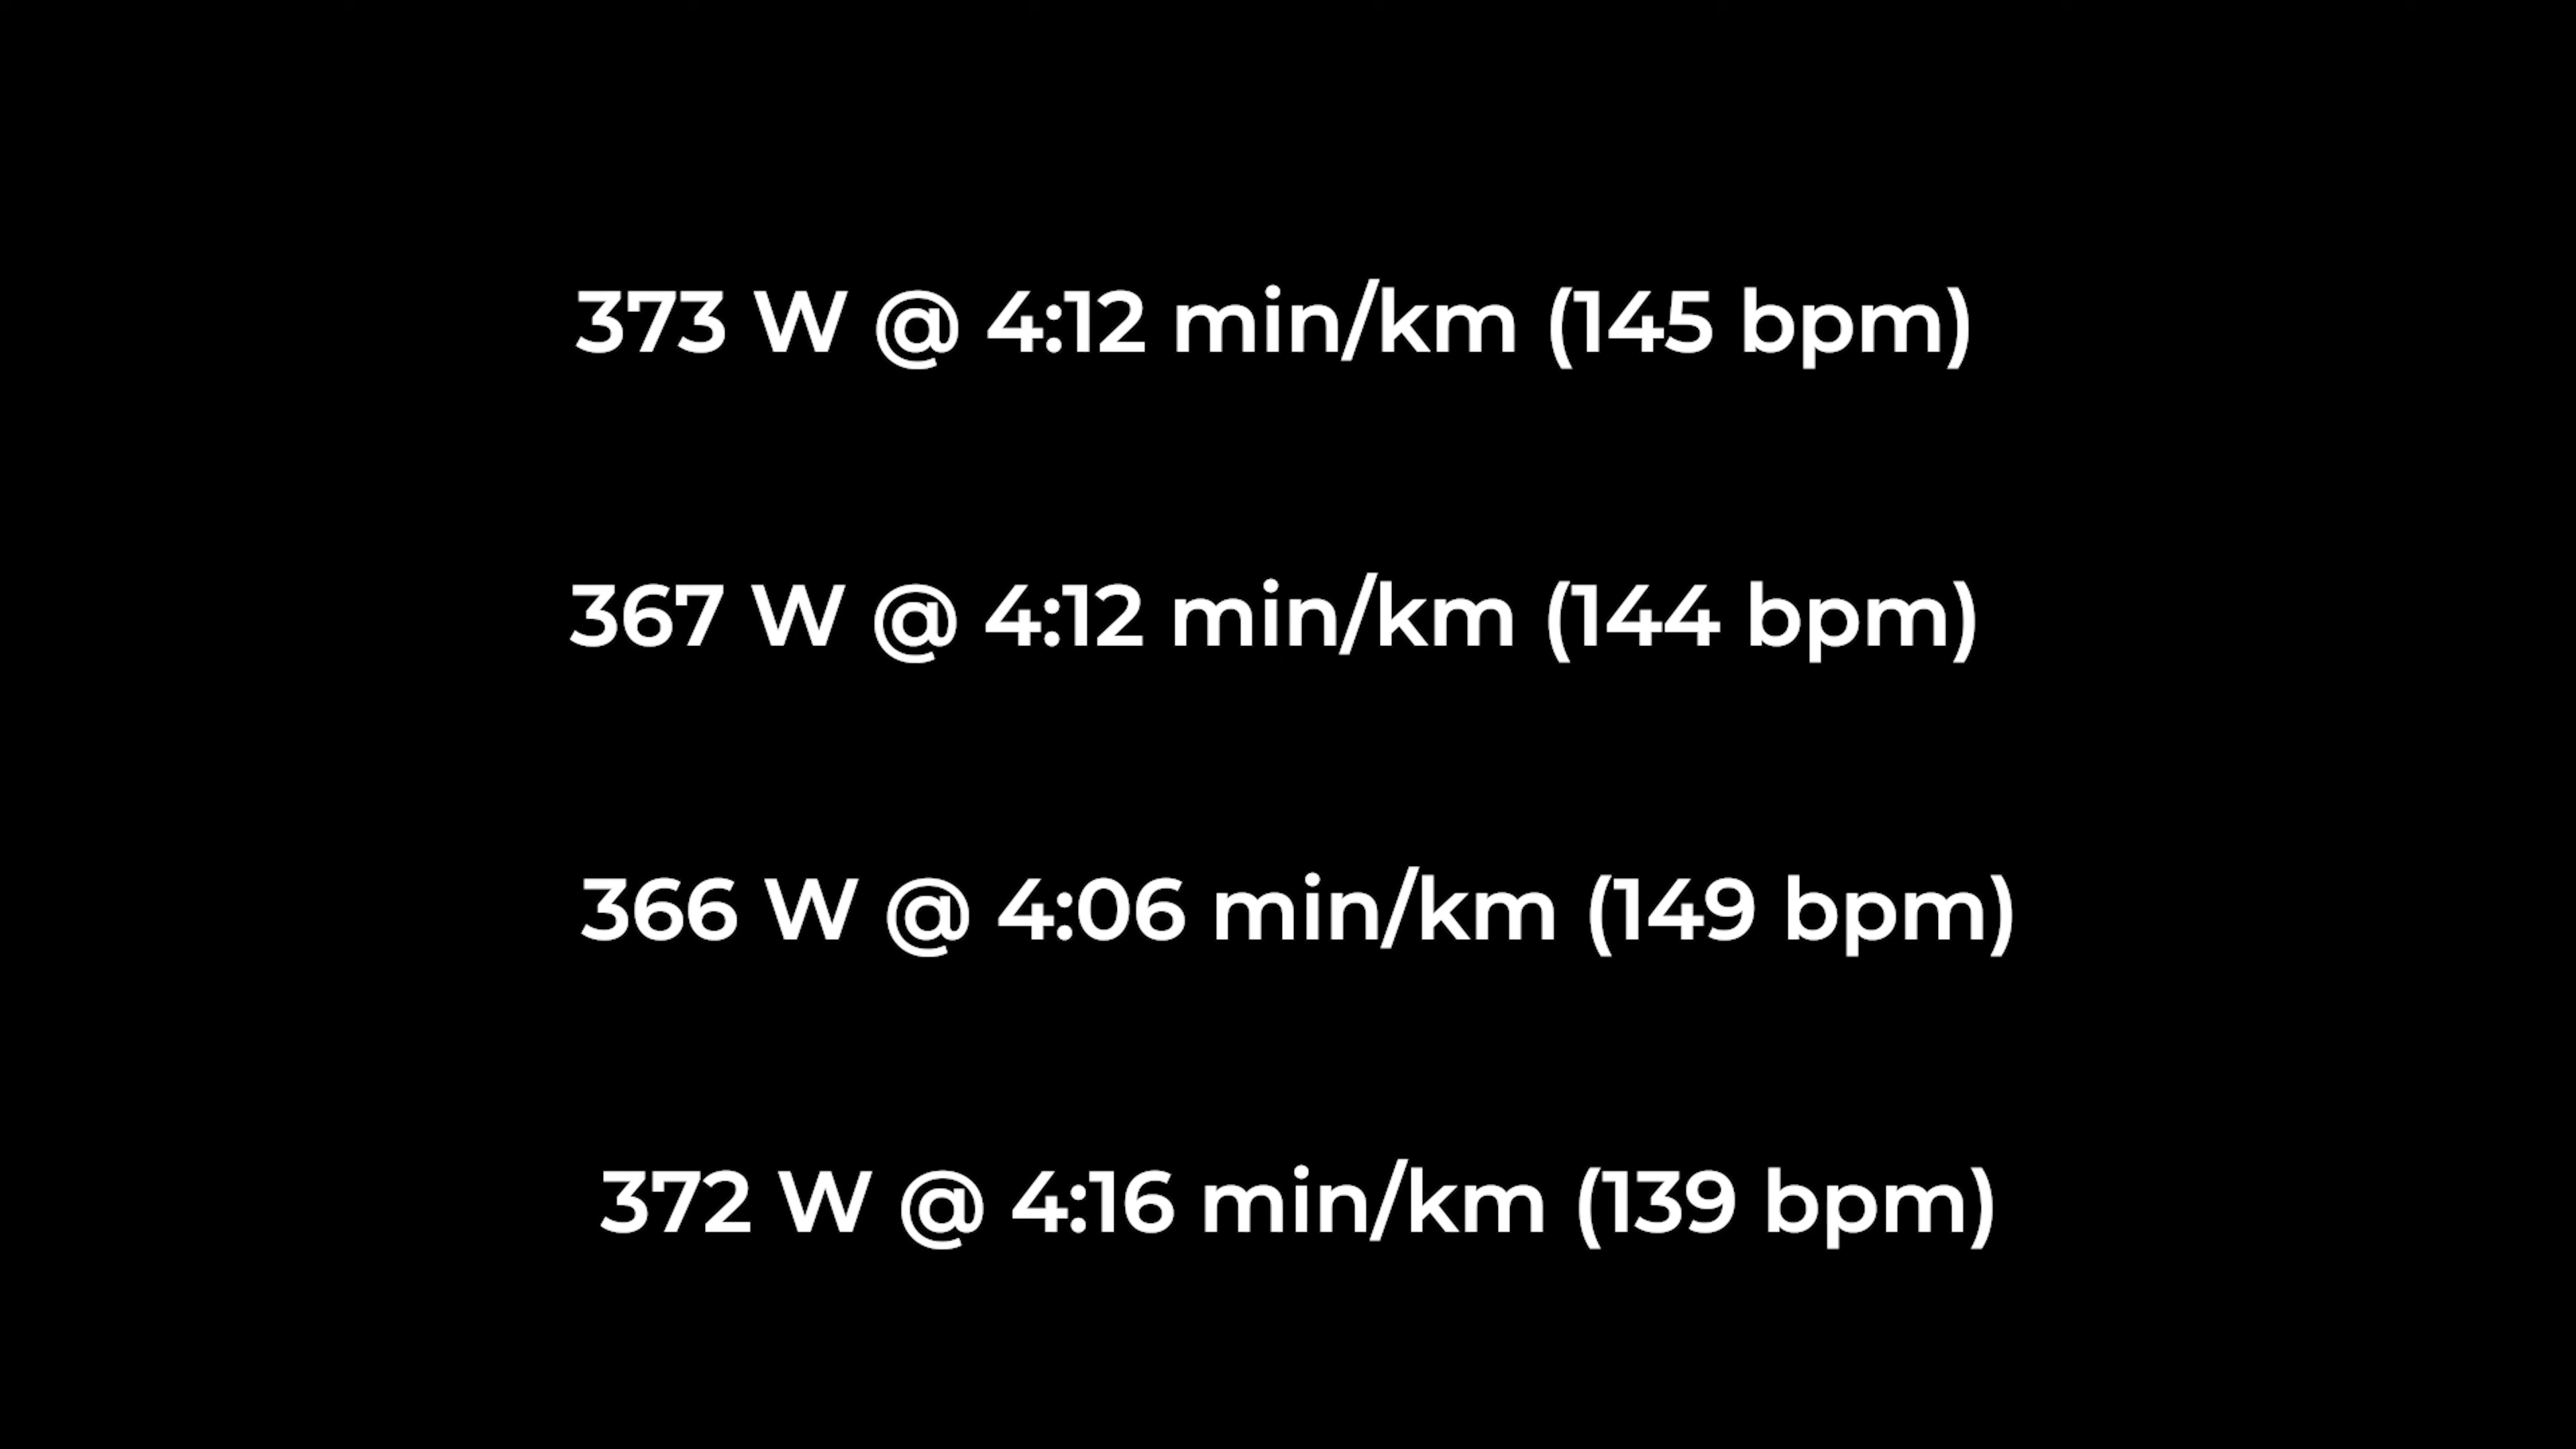 373 W @ 4:12 min/km (145 bpm)
367 W @ 4:12 min/km (144 bpm)
366 W @ 4:06 min/km (149 bpm)
372 W @ 4:16 min/km (139 bpm)